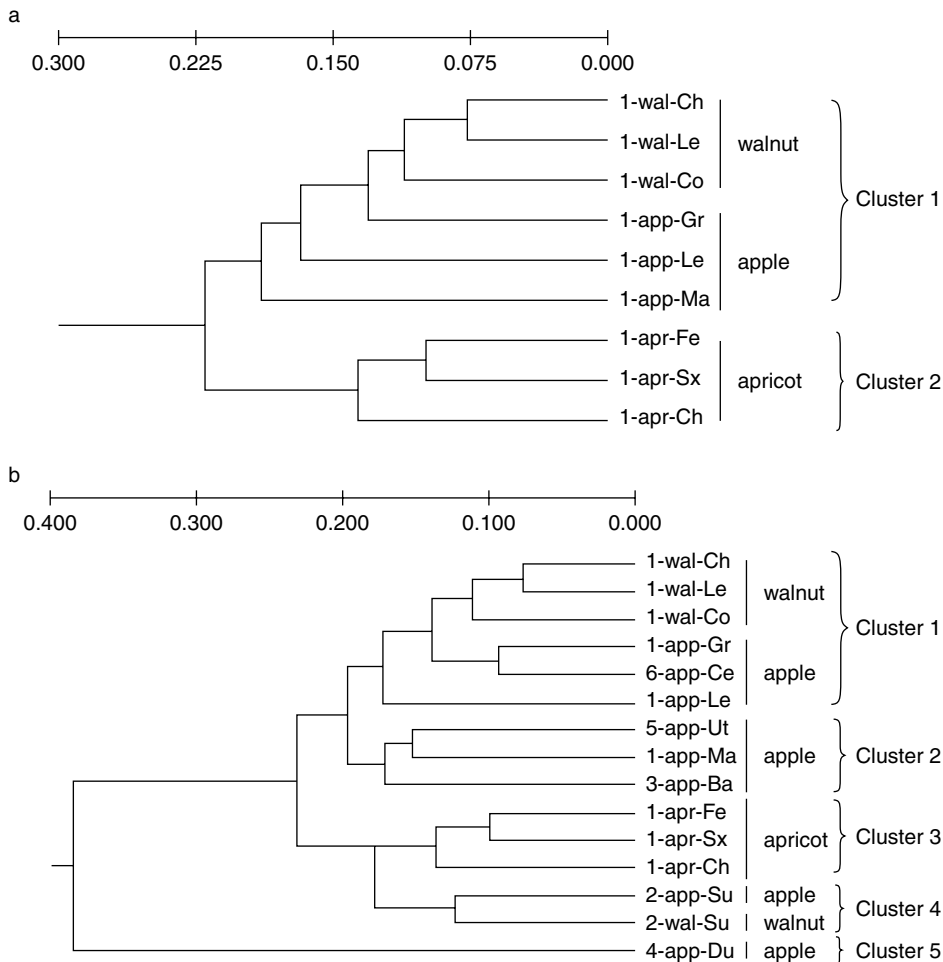 a
0.300 0.225 0.150 0.075 0.000
1-wal-Ch
1-wal-Le
walnut
1-wal-Co
Cluster 1
1-app-Gr
1-app-Le
apple
1-app-Ma
1-apr-Fe
1-apr-Sx
apricot
Cluster 2
1-apr-Ch
b
0.400 0.300 0.200 0.100 0.000
1-wal-Ch
1-wal-Le
walnut
1-wal-Co
Cluster 1
1-app-Gr
6-app-Ce
apple
1-app-Le
5-app-Ut
1-app-Ma
apple
Cluster 2
3-app-Ba
1-apr-Fe
1-apr-Sx
apricot
Cluster 3
1-apr-Ch
2-app-Su
apple
Cluster 4
2-wal-Su
walnut
4-app-Du
apple
Cluster 5